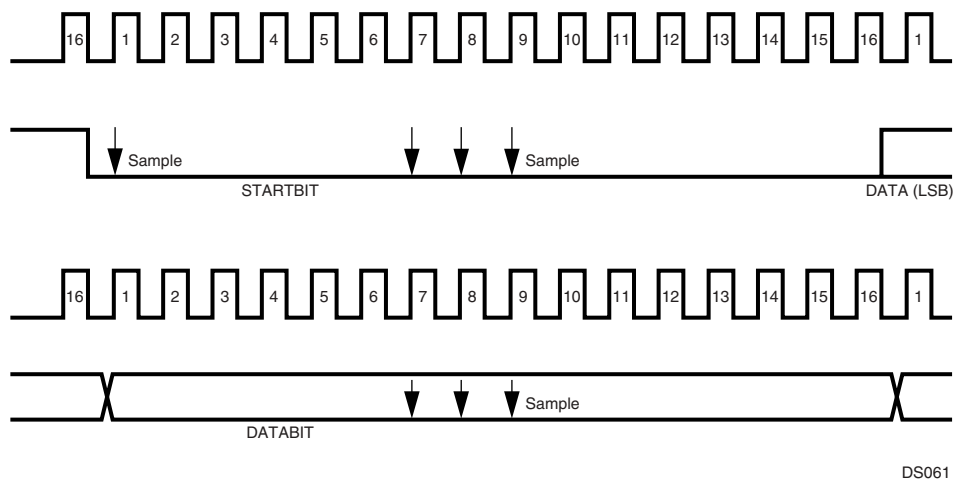 16 1 2 3 4 5 6 7 8 9 10 11 12 13 14 15 16 1
Sample Sample
STARTBIT DATA (LSB)
16 1 2 3 4 5 6 7 8 9 10 11 12 13 14 15 16 1
Sample
DATABIT
DS061